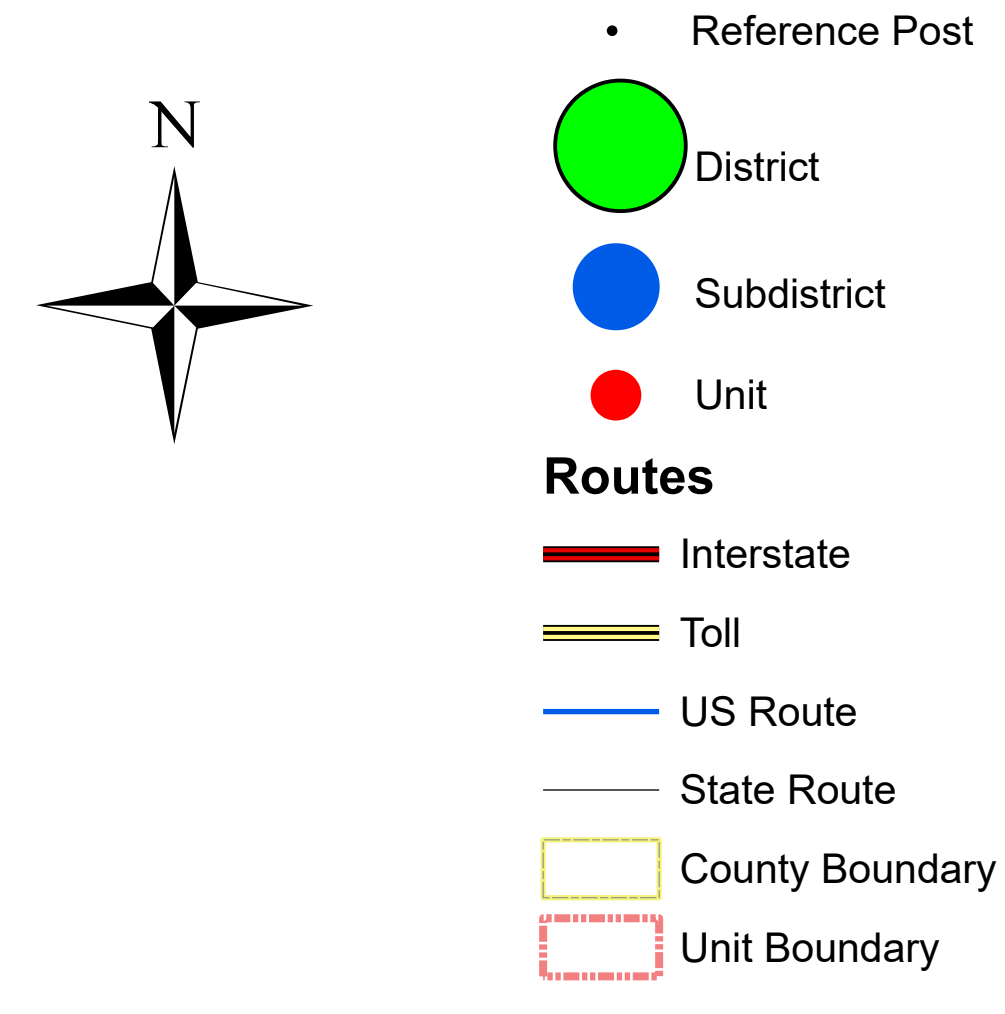 Reference Post
N
District
Subdistrict
Unit
Routes
Interstate
Toll
US Route
State Route
County Boundary
Unit Boundary